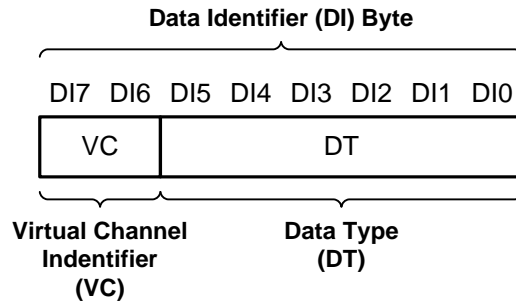 Data Identifier (DI) Byte
DI7 DI6 DI5 DI4 DI3 DI2 DI1 DI0
VC DT
Virtual Channel Data Type
Indentifier (DT)
(VC)